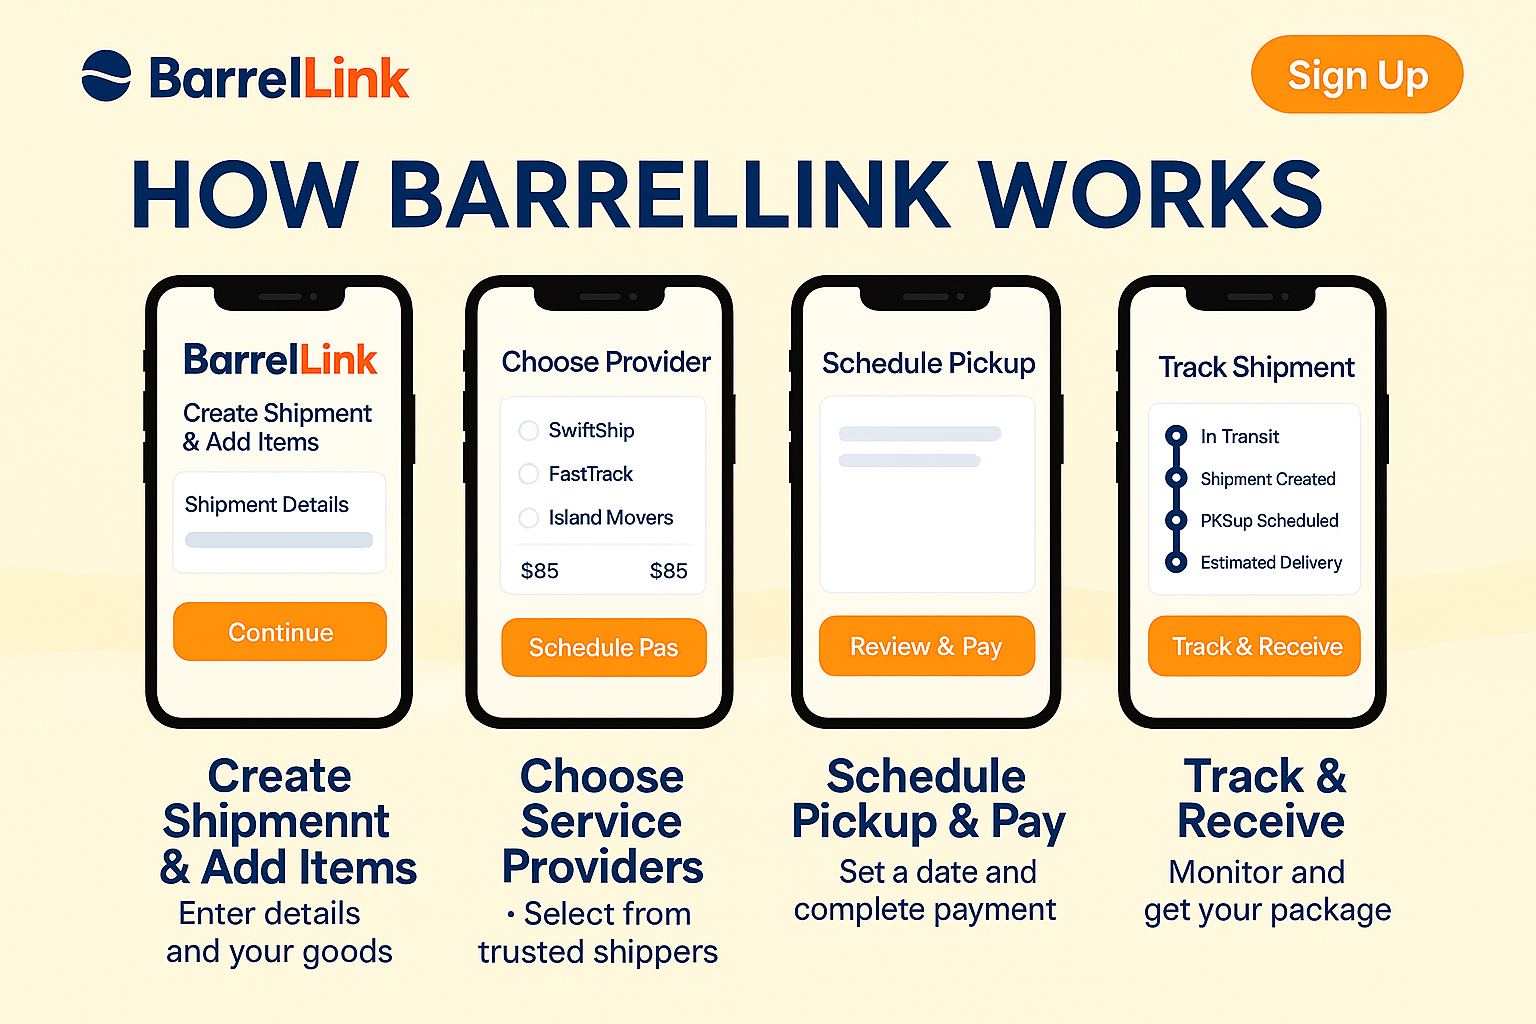 BarrelLink
Sign Up
HOW BARRELLINK WORKS
BarrelLink
Create Shipment
& Add Items
Shipment Details
Continue
Choose Provider
SwiftShip
FastTrack
Island Movers
$85 $85
Schedule Pas
Schedule Pickup
Review & Pay
Track Shipment
In Transit
Shipment Created
PKSup Scheduled
Estimated Delivery
Track & Receive
Create
Shipmennt
& Add Items
Enter details
and your goods
Choose
Service
Providers
• Select from
trusted shippers
Schedule
Pickup & Pay
Set a date and
complete payment
Track &
Receive
Monitor and
get your package